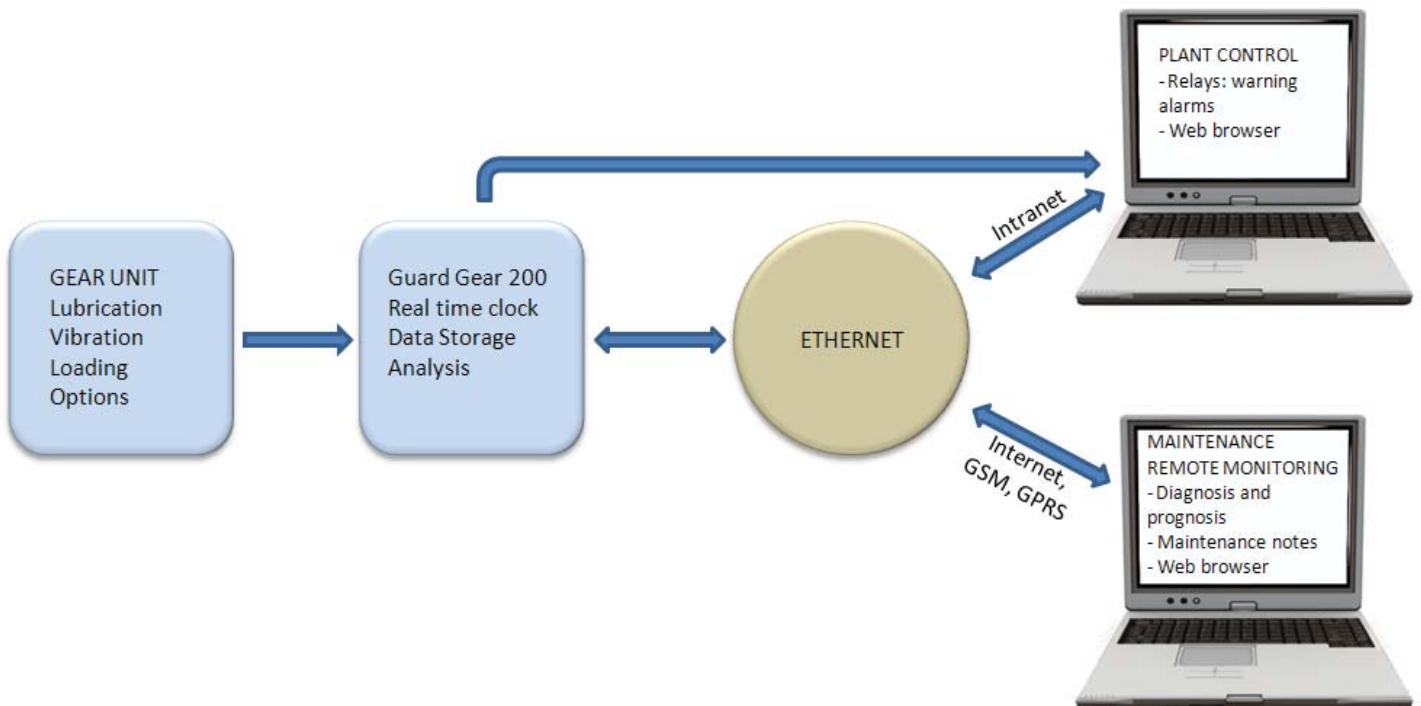 PLANT CONTROL
- Relays: warning
alarms
- Web browser
Intranet
GEAR UNIT
Lubrication
Vibration
Loading
Options
Guard Gear 200
Real time clock
Data Storage
Analysis
ETHERNET
Internet,
GSM, GPRS
MAINTENANCE
REMOTE MONITORING
- Diagnosis and
prognosis
- Maintenance notes
- Web browser